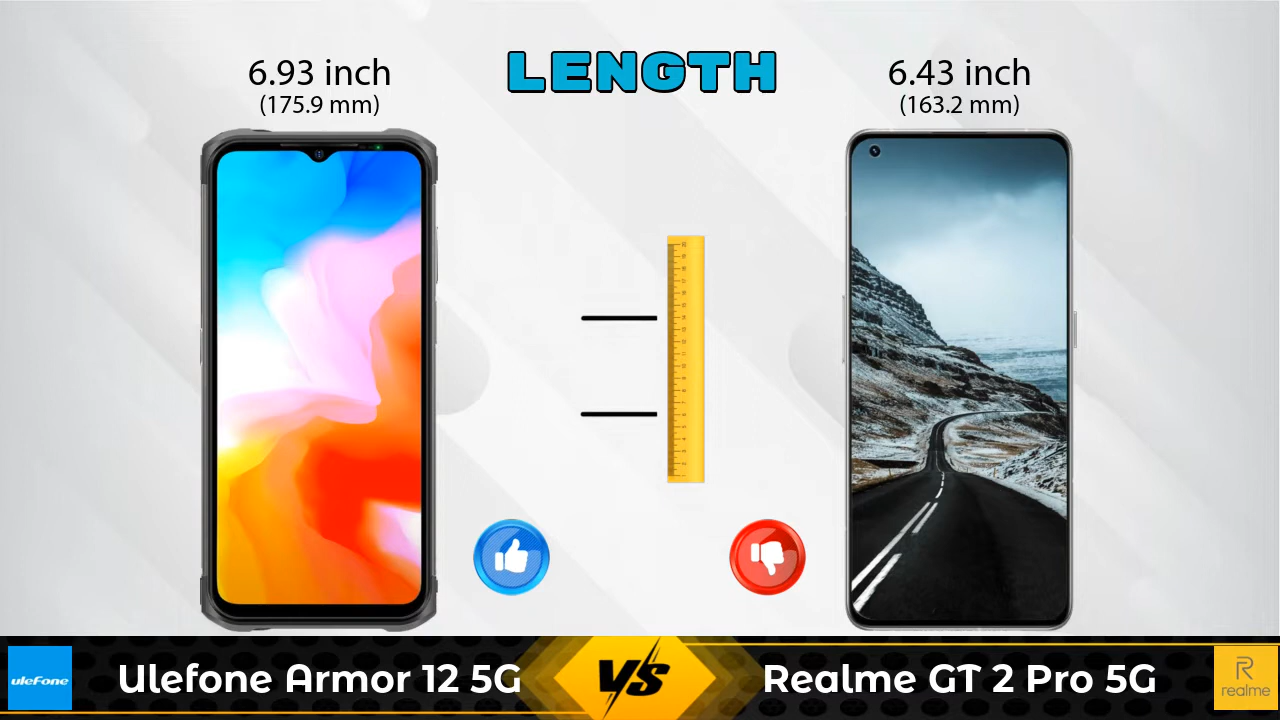 LENGTH
6.93 inch
(175.9 mm)
6.43 inch
(163.2 mm)
uleFone
Ulefone Armor 12 5G
VS
Realme GT 2 Pro 5G
R
realme